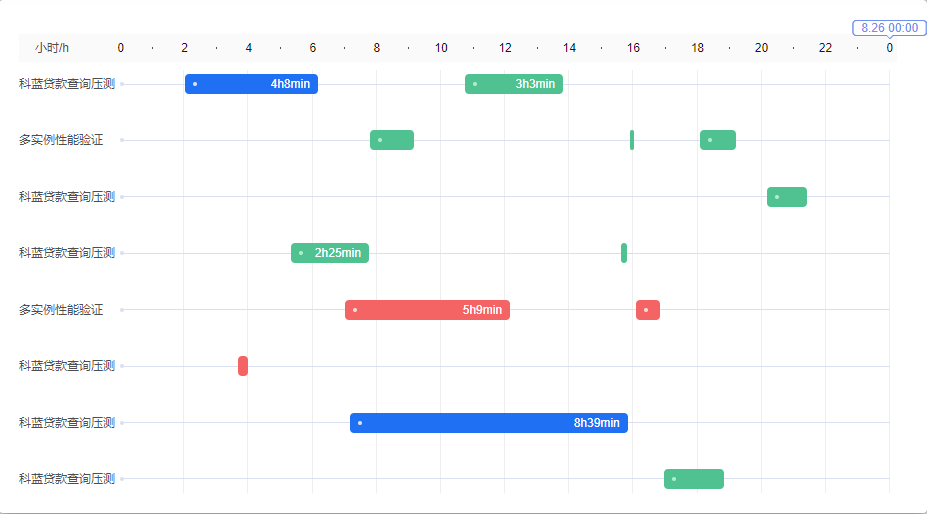 8.26 00:00
小时/h 0 2 4 6 8 10 12 14 16 18 20 22 0
科蓝贷款查询压测 4h8min 3h3min
多实例性能验证
科蓝贷款查询压测
科蓝贷款查询压测 2h25min
多实例性能验证 5h9min
科蓝贷款查询压测
科蓝贷款查询压测 8h39min
科蓝贷款查询压测